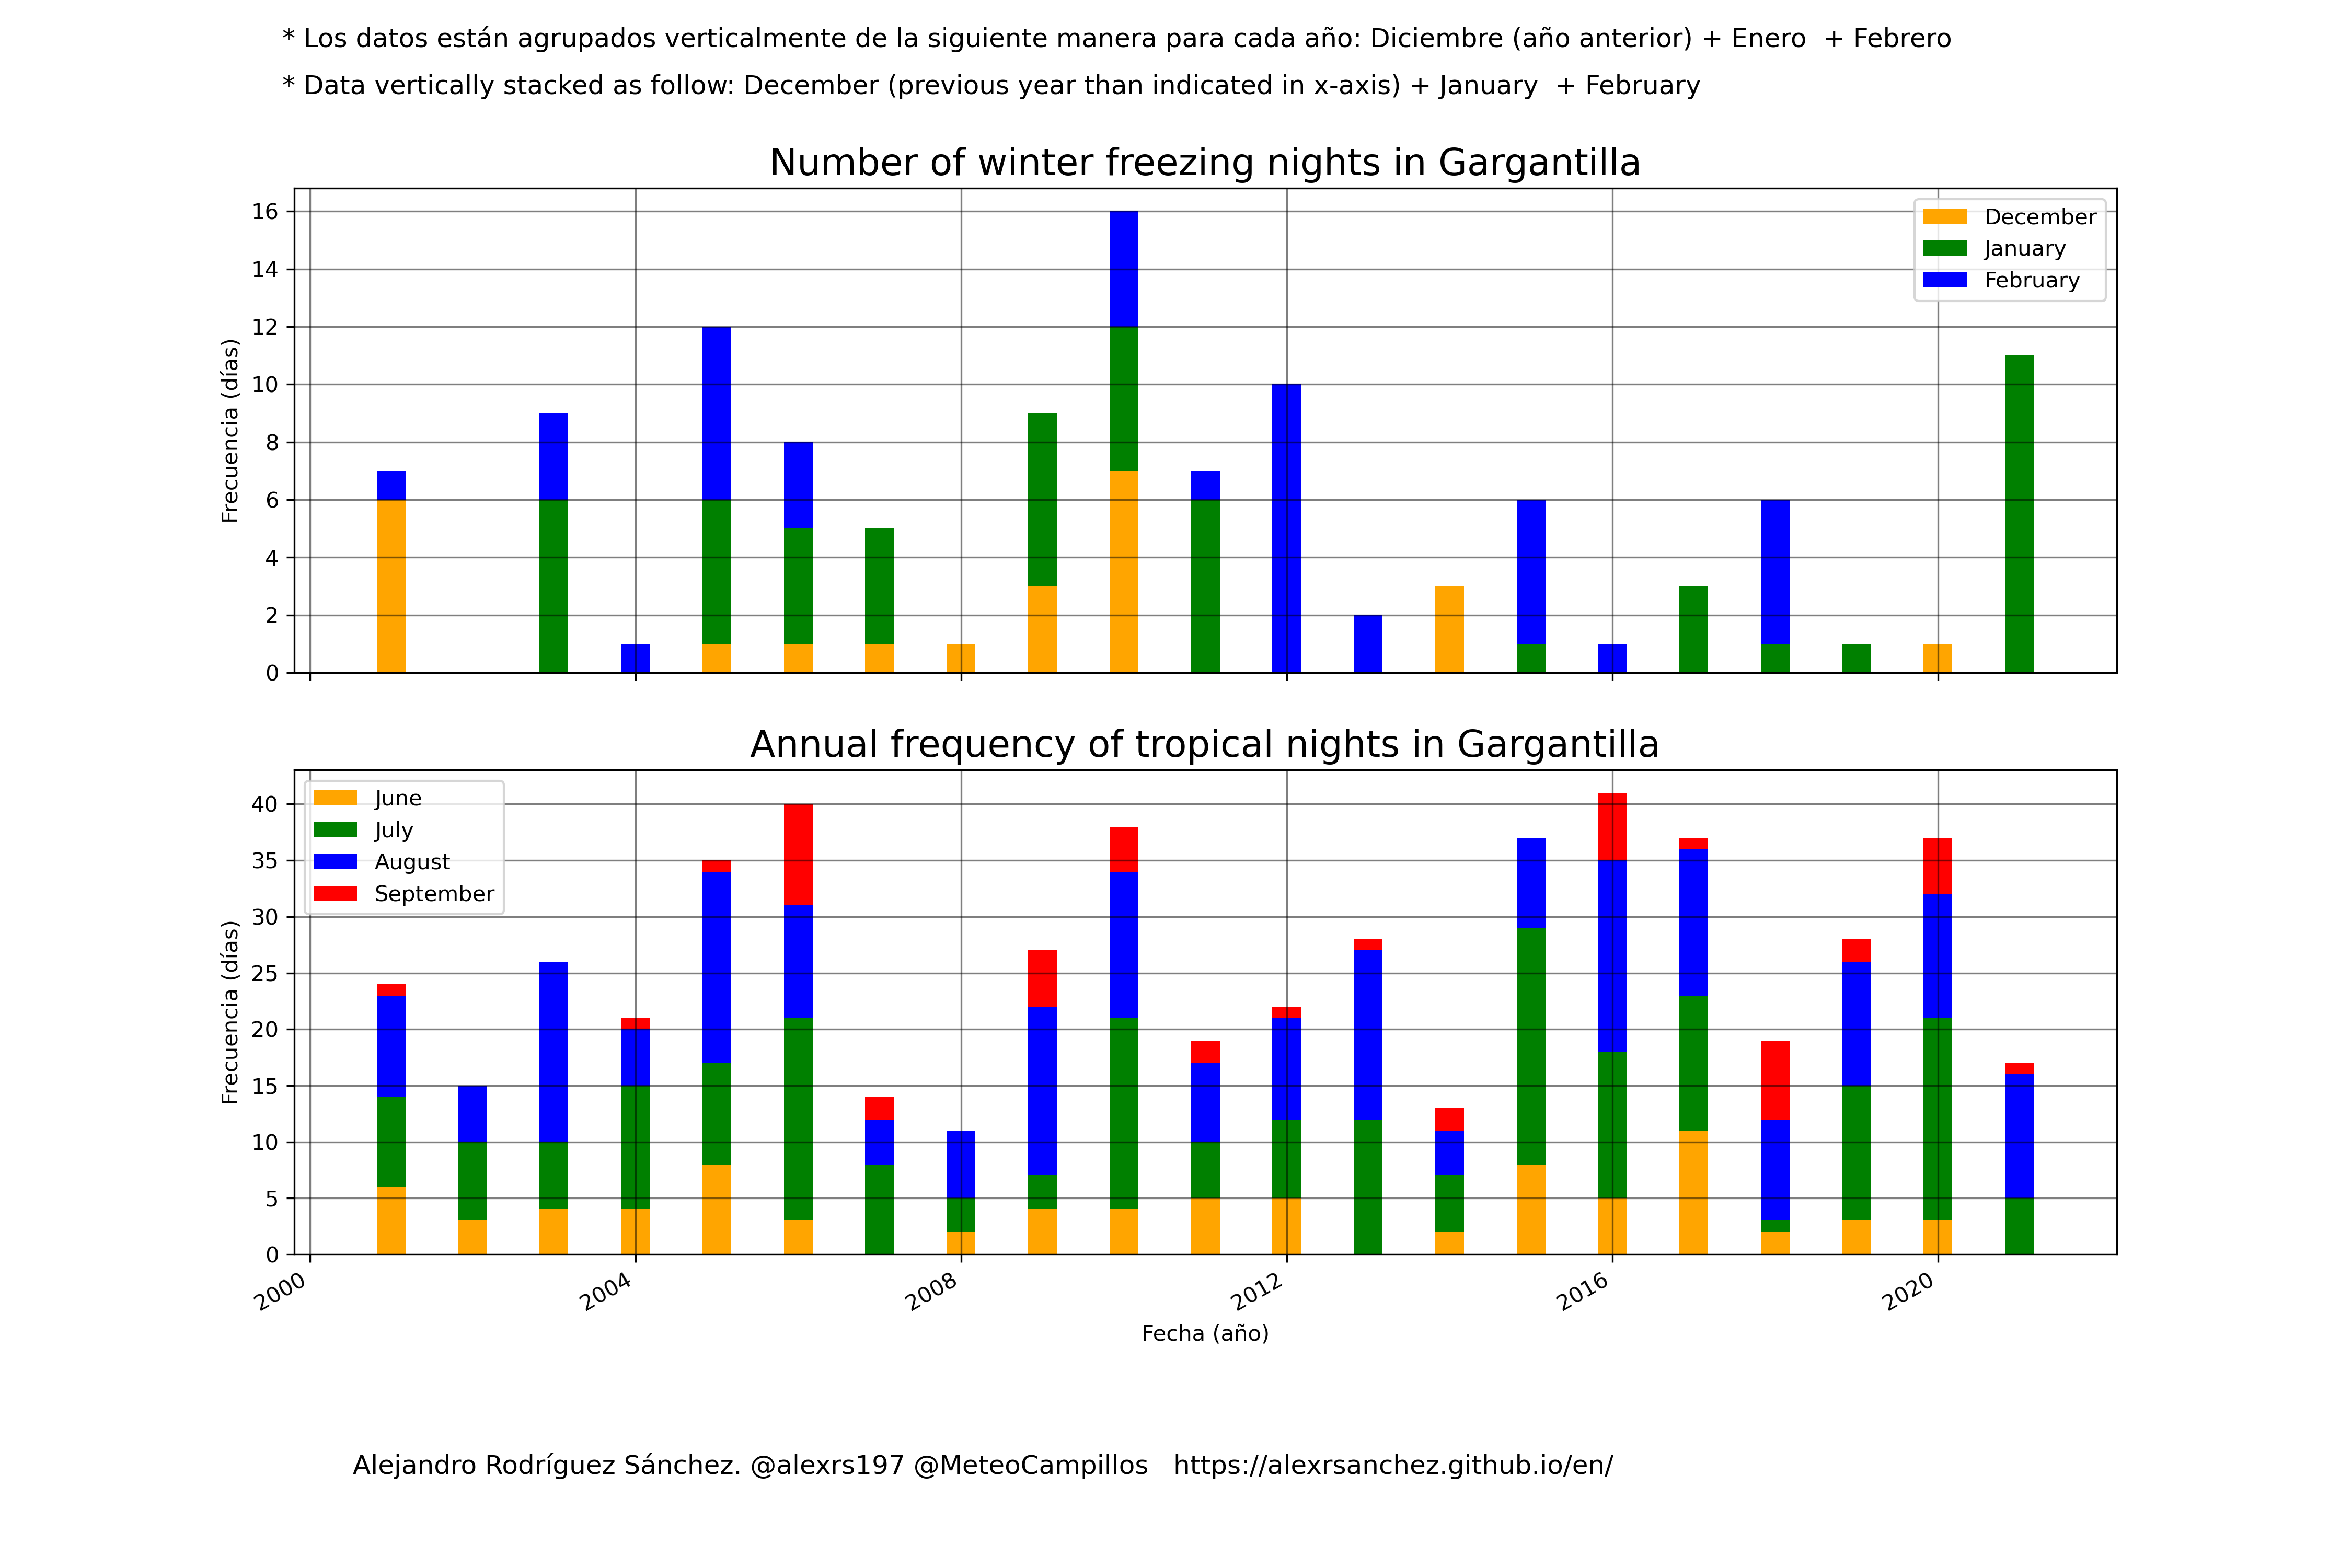 * Los datos están agrupados verticalmente de la siguiente manera para cada año: Diciembre (año anterior) + Enero  + Febrero
* Data vertically stacked as follow: December (previous year than indicated in x-axis) + January  + February
Number of winter freezing nights in Gargantilla
16
14
12
10
8
6
4
2
0
Frecuencia (días)
December
January
February
Annual frequency of tropical nights in Gargantilla
40
35
30
25
20
15
10
5
0
Frecuencia (días)
June
July
August
September
2000
2004
2008
2012
2016
2020
Fecha (año)
Alejandro Rodríguez Sánchez. @alexrs197 @MeteoCampillos   https://alexrsanchez.github.io/en/